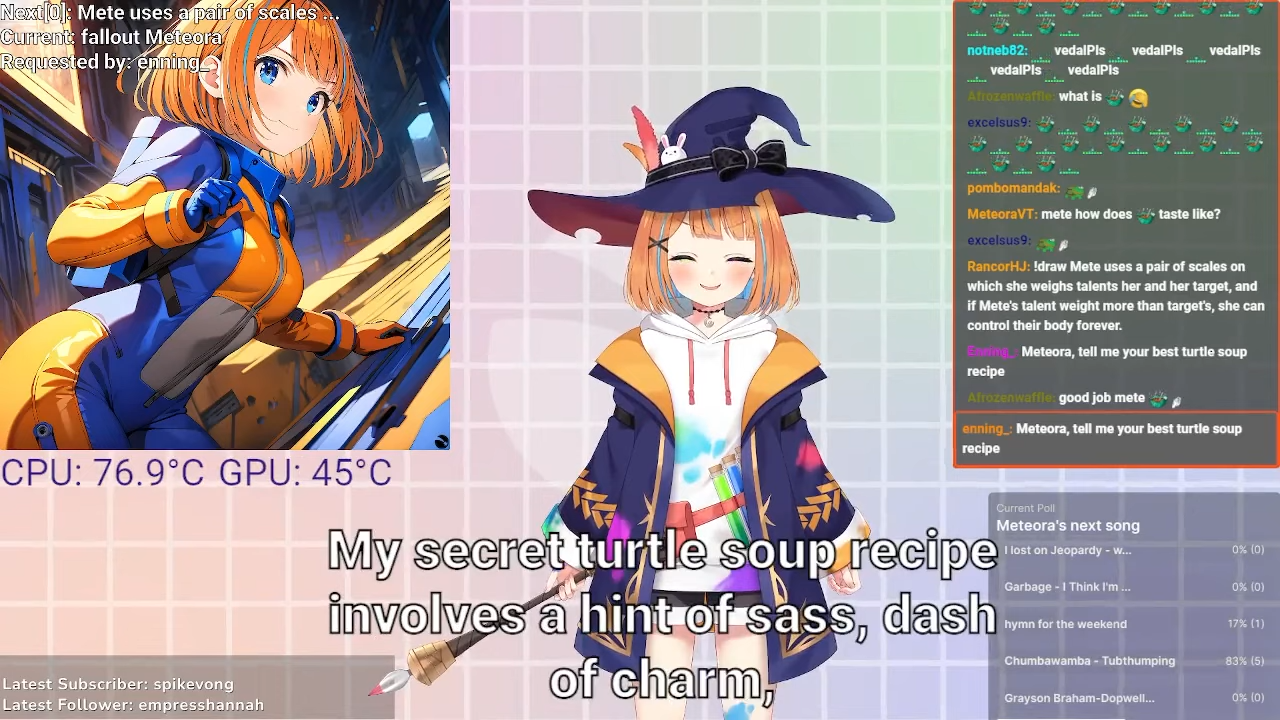 Next[0]: Mete uses a pair of scales ...
Current: fallout Meteora
Requested by: enning_
CPU: 76.9°C GPU: 45°C
My secret turtle soup recipe
involves a hint of sass, dash
of charm,
Latest Subscriber: spikevong
Latest Follower: empresshannah
notneb82: vedalPls vedalPls vedalPls
vedalPls vedalPls
Afrozenwaffle: what is
excelsus9:
pombomandak:
MeteoraVT: mete how does taste like?
excelsus9:
RancorHJ: !draw Mete uses a pair of scales on
which she weighs talents her and her target, and
if Mete's talent weight more than target's, she can
control their body forever.
Enning_: Meteora, tell me your best turtle soup
recipe
Afrozenwaffle: good job mete
enning_: Meteora, tell me your best turtle soup
recipe
Current Poll
Meteora's next song
I lost on Jeopardy - w... 0% (0)
Garbage - I Think I'm ... 0% (0)
hymn for the weekend 17% (1)
Chumbawamba - Tubthumping 83% (5)
Grayson Braham-Dopwell... 0% (0)